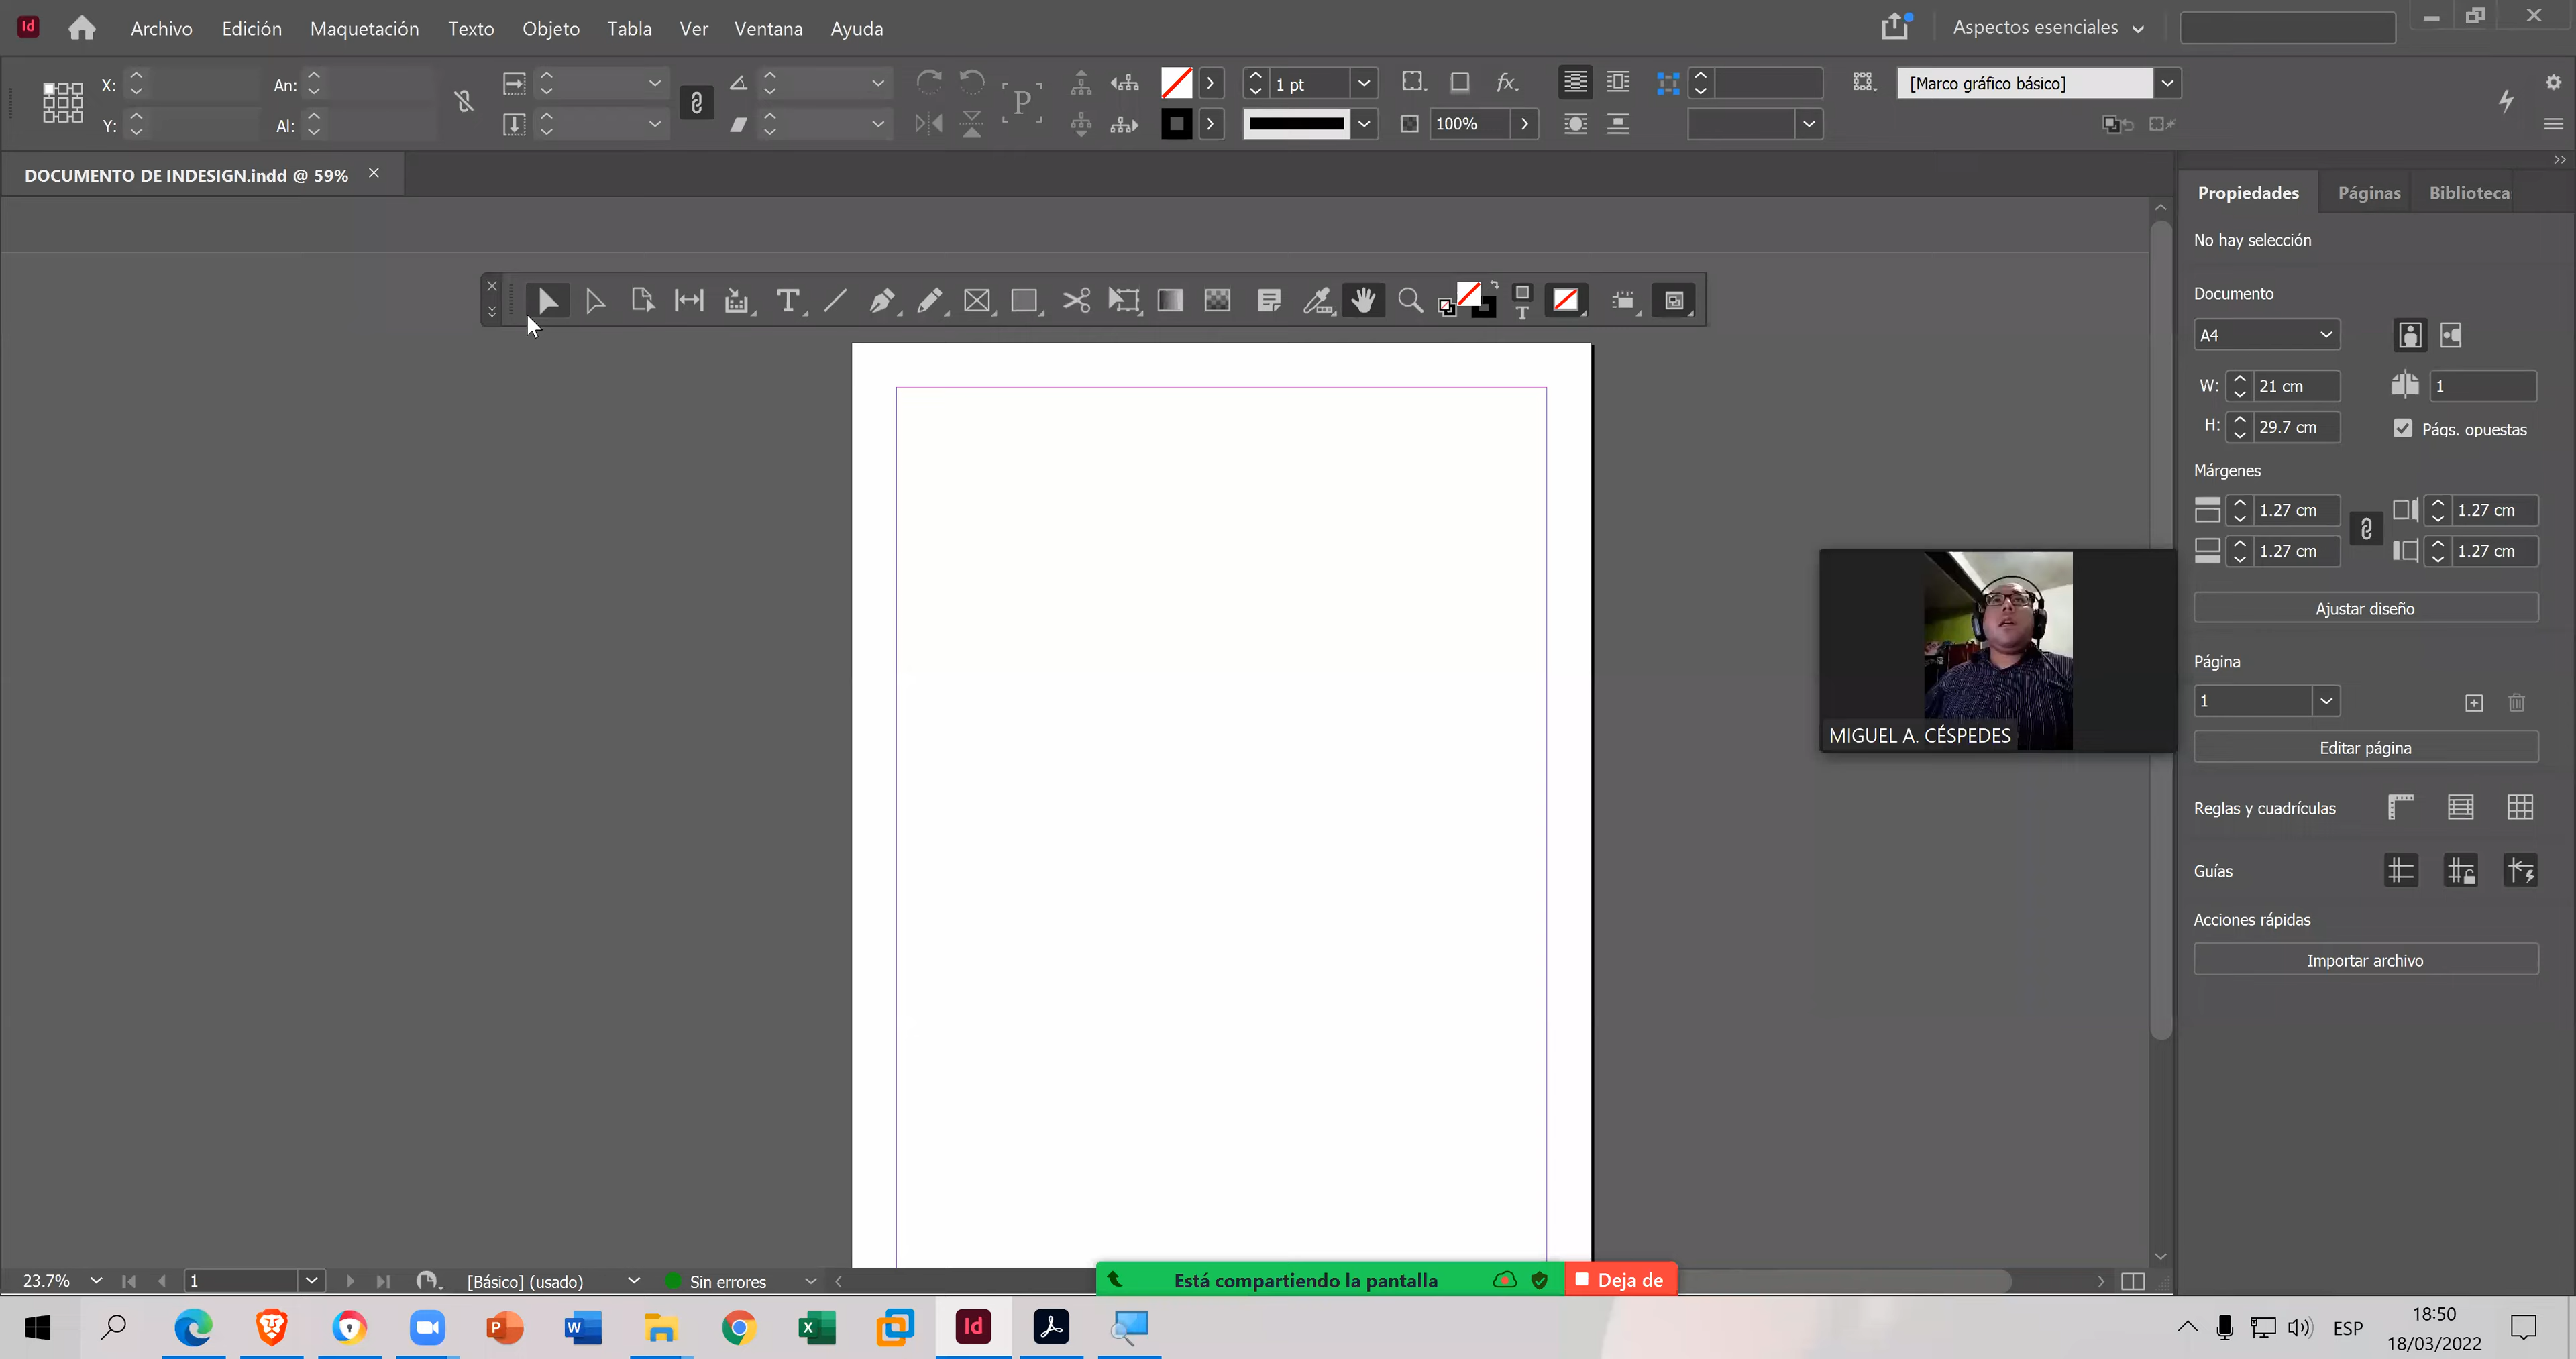 Id
Archivo Edición Maquetación Texto Objeto Tabla Ver Ventana Ayuda Aspectos esenciales
X: An: 1 pt fx. [Marco gráfico básico]
Y: Al: P 100%
DOCUMENTO DE INDESIGN.indd @ 59%
Propiedades Páginas Biblioteca
No hay selección
Documento
A4
W: 21 cm 1
H: 29.7 cm Págs. opuestas
Márgenes
1.27 cm 1.27 cm
1.27 cm 1.27 cm
Ajustar diseño
Página
1
Editar página
Reglas y cuadrículas
Guías
Acciones rápidas
Importar archivo
MIGUEL A. CÉSPEDES
23.7% 1 [Básico] (usado) Sin errores
Está compartiendo la pantalla Deja de
P W X Id ESP 18:50
18/03/2022